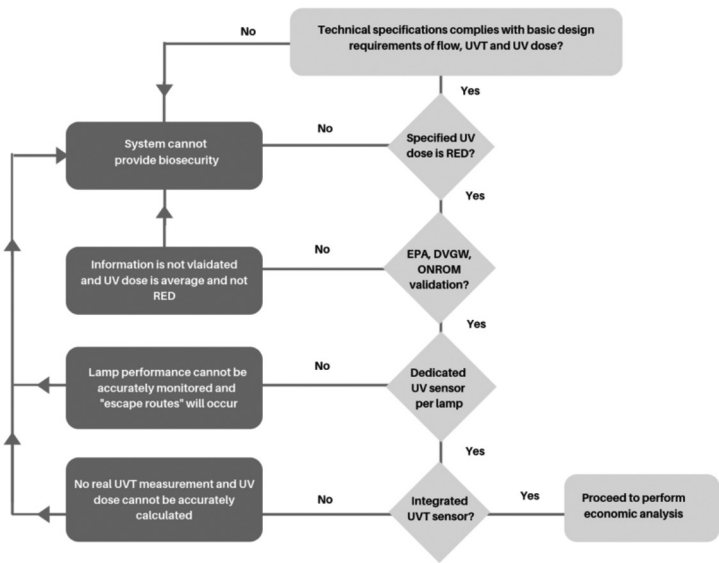 No
Technical specifications complies with basic design
requirements of flow, UVT and UV dose?
Yes
System cannot
provide biosecurity
No
Specified UV
dose is RED?
Yes
Information is not vlaidated
and UV dose is average and not
RED
No
EPA, DVGW,
ONROM
validation?
Yes
Lamp performance cannot be
accurately monitored and
"escape routes" will occur
No
Dedicated
UV sensor
per lamp
Yes
No real UVT measurement and UV
dose cannot be accurately
calculated
No
Integrated
UVT sensor?
Yes
Proceed to perform
economic analysis